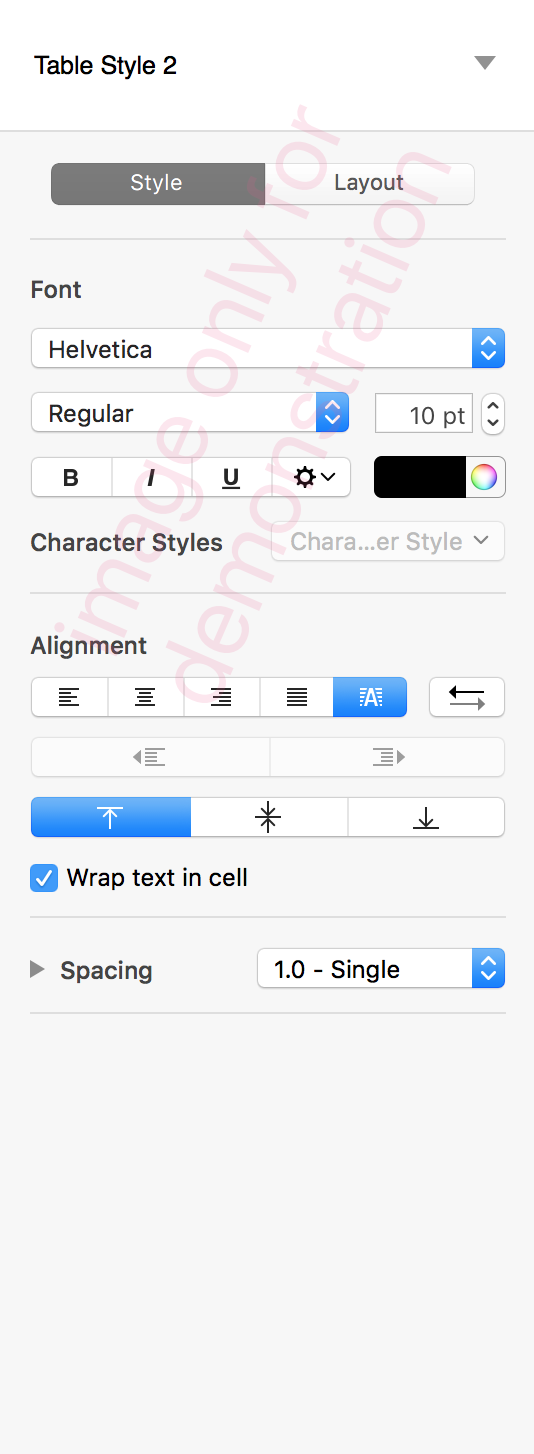 Table Style 2
Style Layout
Font
Helvetica
Regular 10 pt
B I U
Character Styles Chara...er Style
Alignment
A
Wrap text in cell
Spacing 1.0 - Single
image only for
demonstration